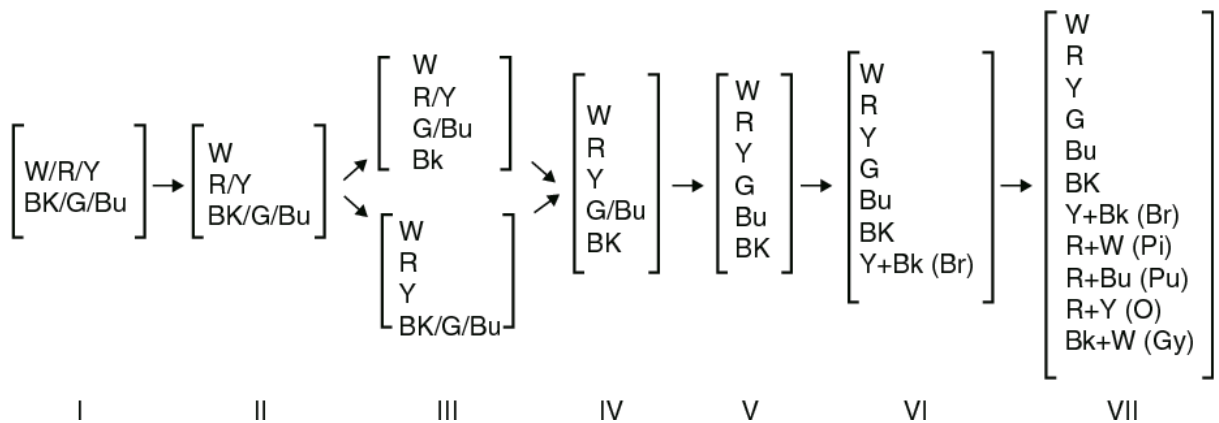 W/R/Y
BK/G/Bu
W
R/Y
BK/G/Bu
W
R/Y
G/Bu
Bk
W
R
Y
BK/G/Bu
W
R
Y
G/Bu
BK
W
R
Y
G
Bu
BK
W
R
Y
G
Bu
BK
Y+Bk (Br)
W
R
Y
G
Bu
BK
Y+Bk (Br)
R+W (Pi)
R+Bu (Pu)
R+Y (O)
Bk+W (Gy)
I II III IV V VI VII